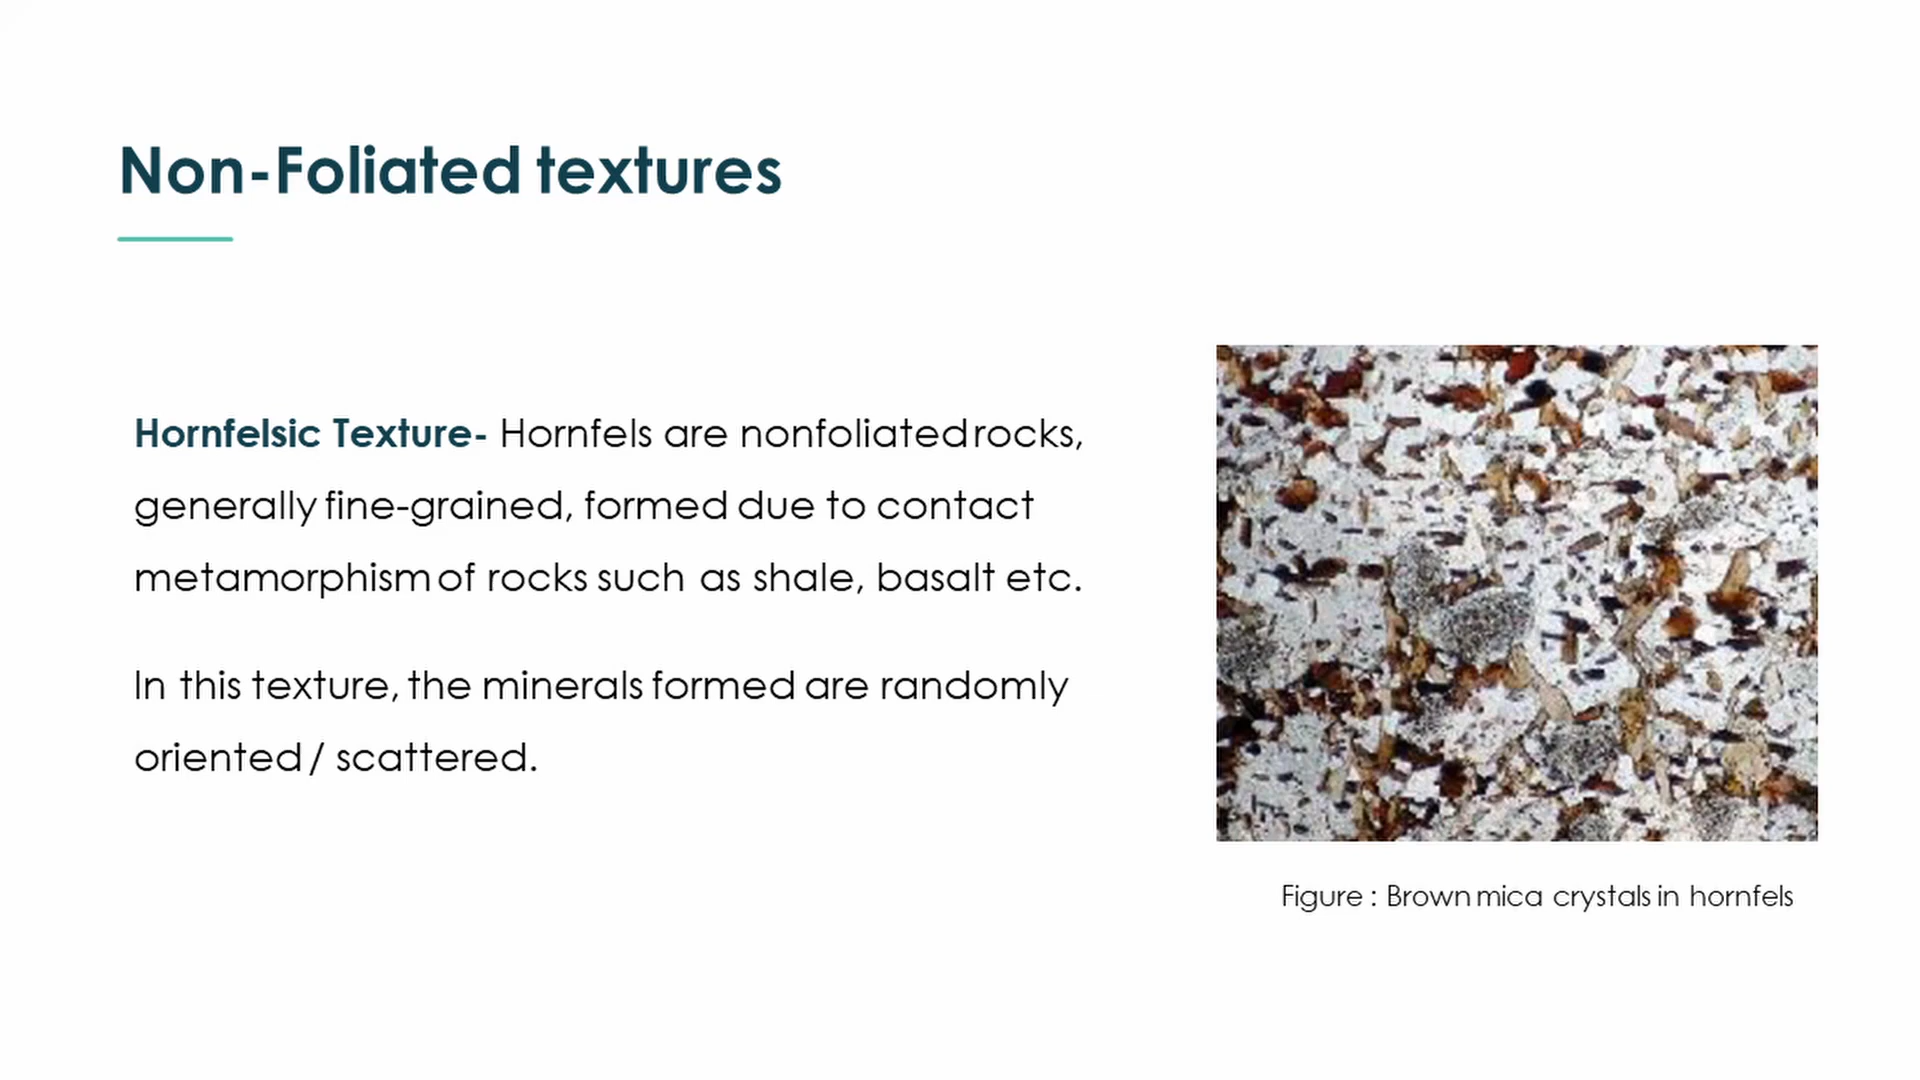 Non-Foliated textures
Hornfelsic Texture- Hornfels are nonfoliated rocks,
generally fine-grained, formed due to contact
metamorphism of rocks such as shale, basalt etc.
In this texture, the minerals formed are randomly
oriented / scattered.
Figure : Brown mica crystals in hornfels